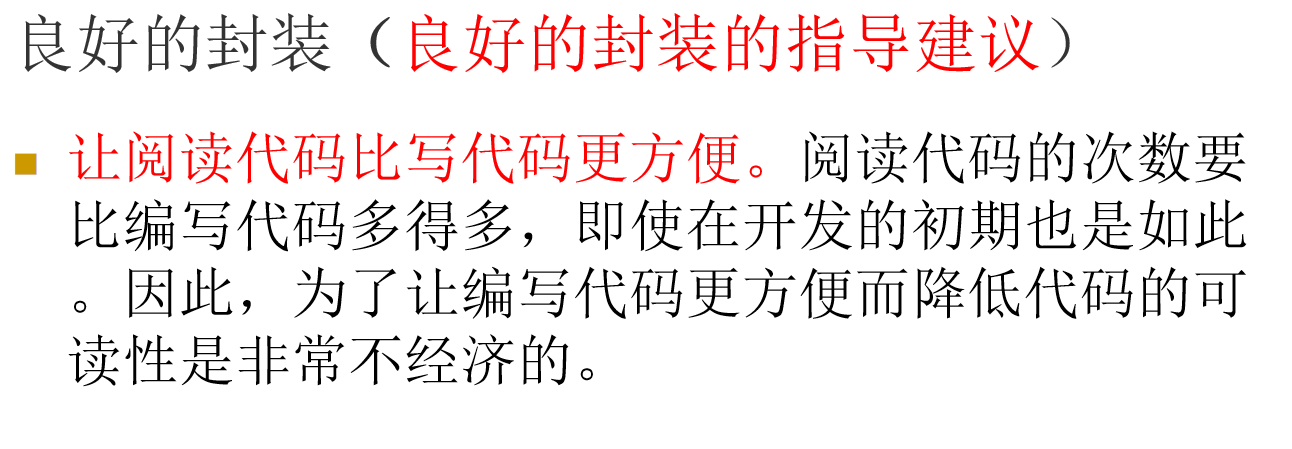 良好的封装（良好的封装的指导建议）
让阅读代码比写代码更方便。阅读代码的次数要
比编写代码多得多，即使在开发的初期也是如此
。因此，为了让编写代码更方便而降低代码的可
读性是非常不经济的。